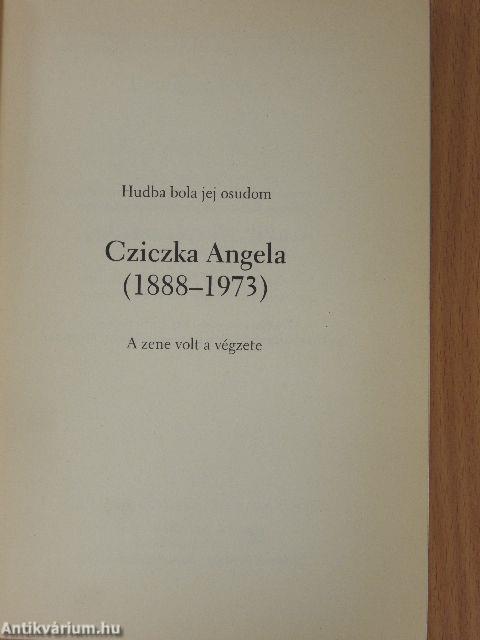 Hudba bola jej osudom
Cziczka Angela
(1888–1973)
A zene volt a végzete
Antikvárium.hu